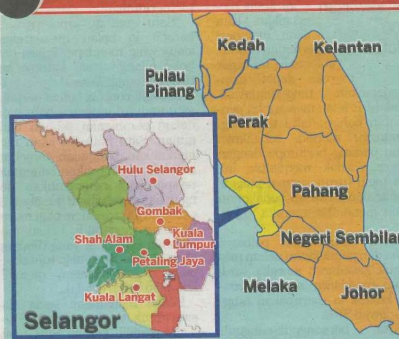 Kedah
Kelantan
Pulau
Pinang
Perak
Pahang
Negeri Sembilan
Melaka
Johor
Hulu Selangor
Gombak
Kuala
Lumpur
Shah Alam
Petaling Jaya
Kuala Langat
Selangor